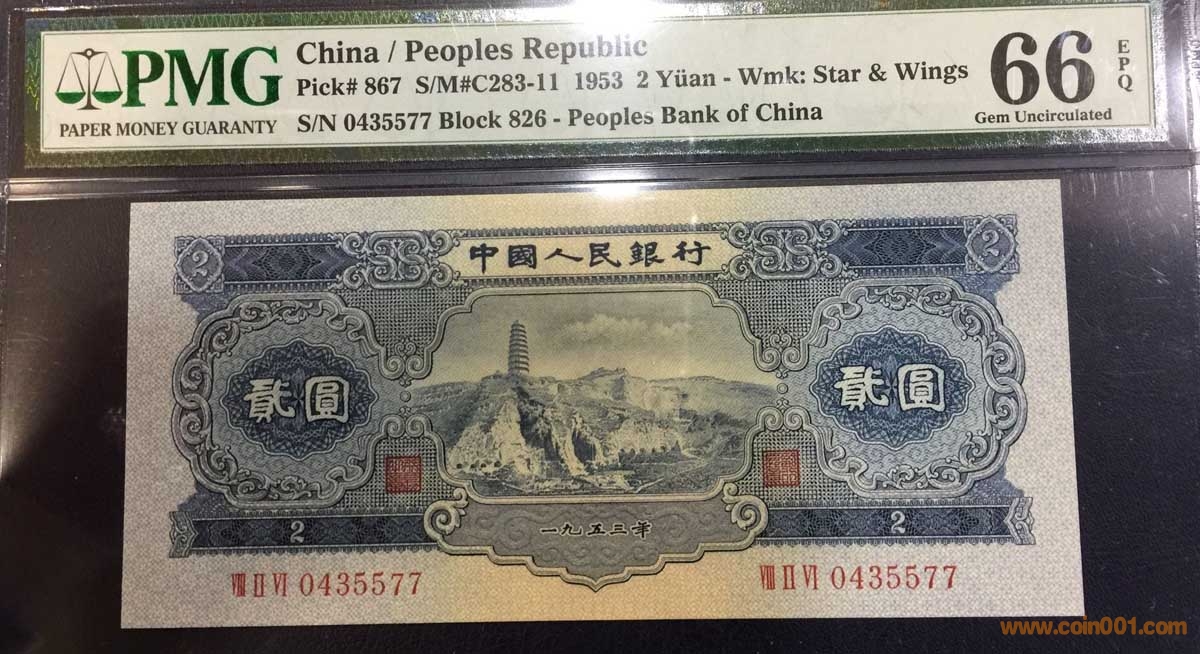 PMG
PAPER MONEY GUARANTY
China / Peoples Republic
Pick# 867 S/M#C283-11 1953 2 Yüan - Wmk: Star & Wings
S/N 0435577 Block 826 - Peoples Bank of China
66
EPQ
Gem Uncirculated
2
中國人民銀行
2
貳圓
貳圓
一九五三年
2
2
VIII II VI 0435577
VIII II VI 0435577
www.coin001.com